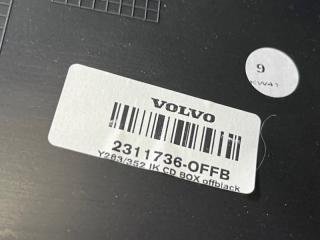 9
KW41
VOLVO
2311736-OFFB
Y283/352 IK CD BOX offblack